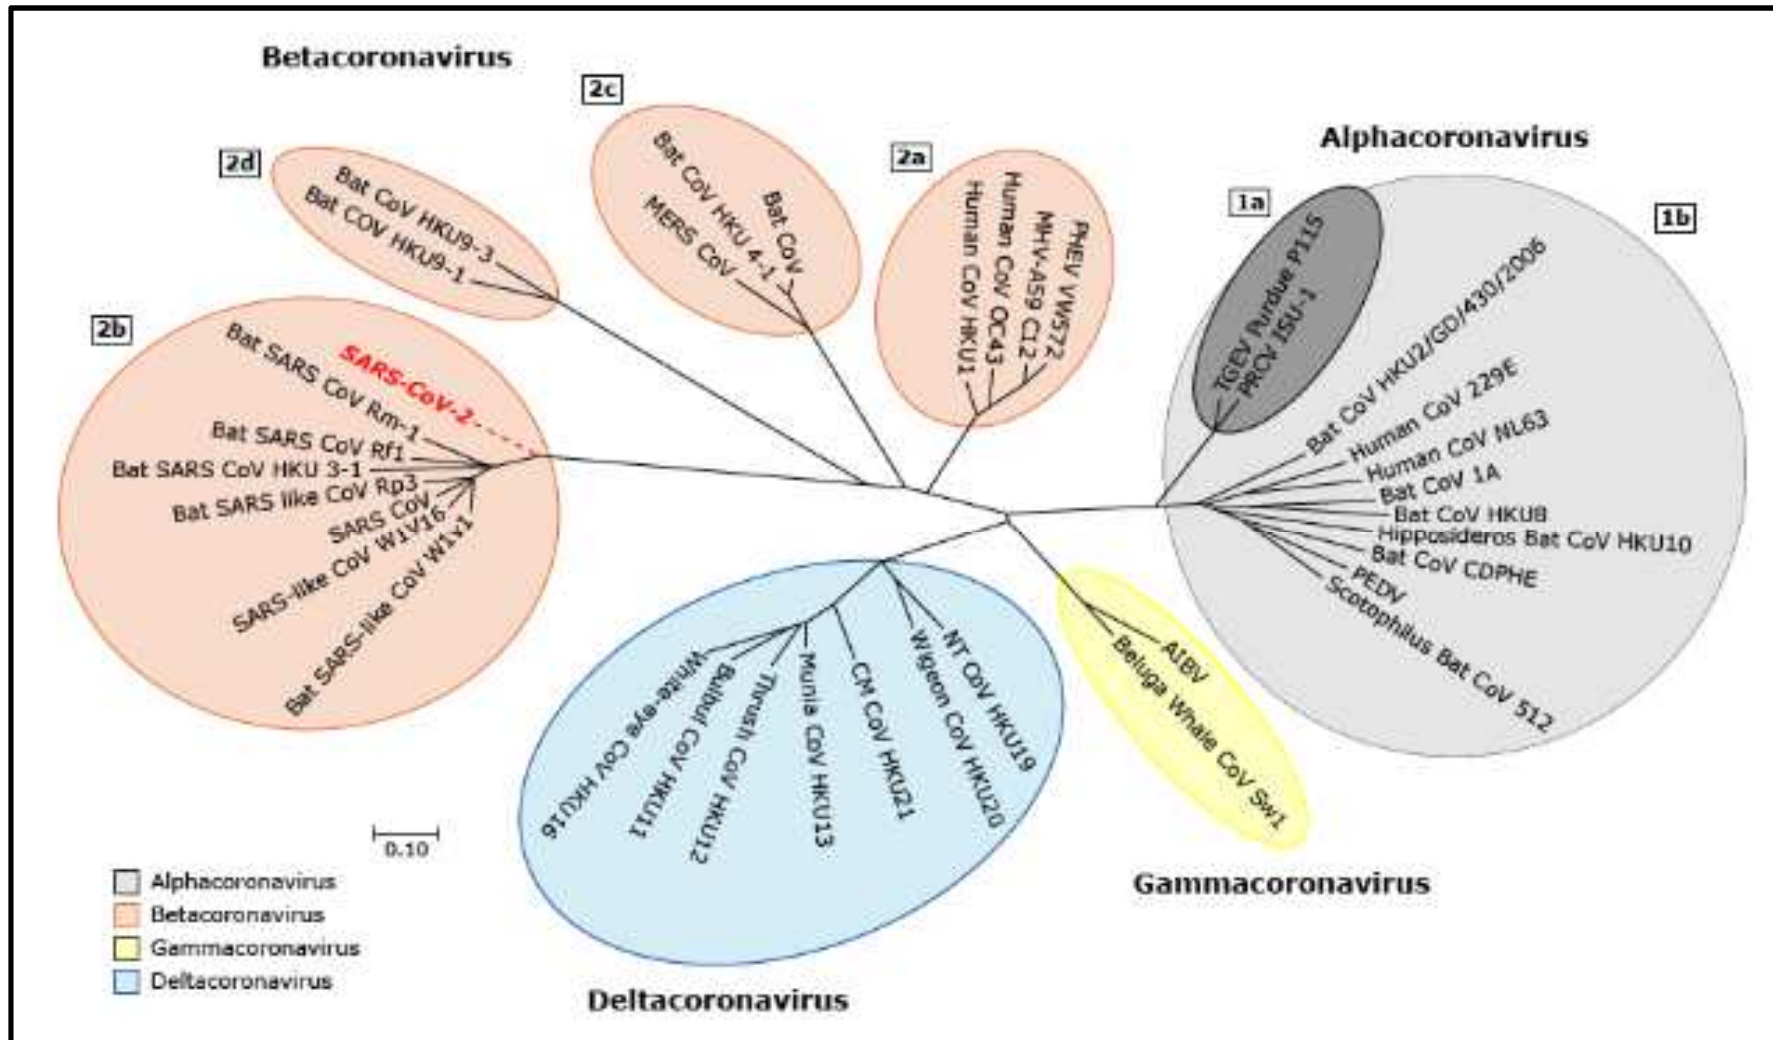 Betacoronavirus
2c
2d
2a
Alphacoronavirus
1a
1b
Bat CoV HKU9-3
Bat COV HKU9-1
Bat CoV
Bat CoV HKU 4-1
MERS CoV
PHEV VW572
MHV-A59 C12
Human CoV OC43
Human CoV HKU1
TGEV Purdue P115
PRCV ISU-1
2b
SARS-CoV-2
Bat SARS CoV Rm-1
Bat SARS CoV Rf1
Bat SARS CoV HKU 3-1
Bat SARS like CoV Rp3
SARS CoV
SARS-like CoV W1V16
Bat SARS-like CoV W1v1
Bat CoV HKU2/GD/430/2006
Human CoV 229E
Human CoV NL63
Bat CoV 1A
Bat CoV HKU8
Hipposideros Bat CoV HKU10
Bat CoV CDPHE
PEDV
Scotophilus Bat CoV 512
White-eye CoV HKU16
Bulbul CoV HKU11
Thrush CoV HKU12
Munia CoV HKU13
CM CoV HKU21
Wigeon CoV HKU20
NT CoV HKU19
AIBV
Beluga Whale CoV Sw1
0.10
Alphacoronavirus
Betacoronavirus
Gammacoronavirus
Deltacoronavirus
Gammacoronavirus
Deltacoronavirus